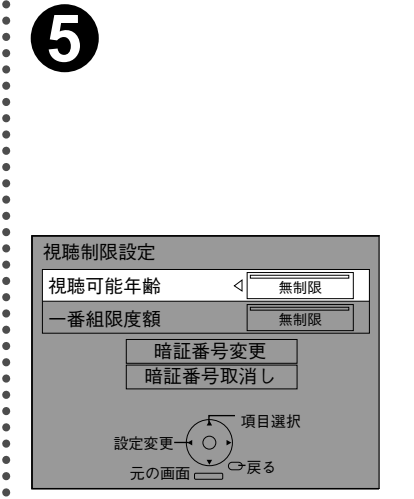 5
視聴制限設定
視聴可能年齢 ◁ 無制限
一番組限度額 無制限
暗証番号変更
暗証番号取消し
項目選択
設定変更
戻る
元の画面